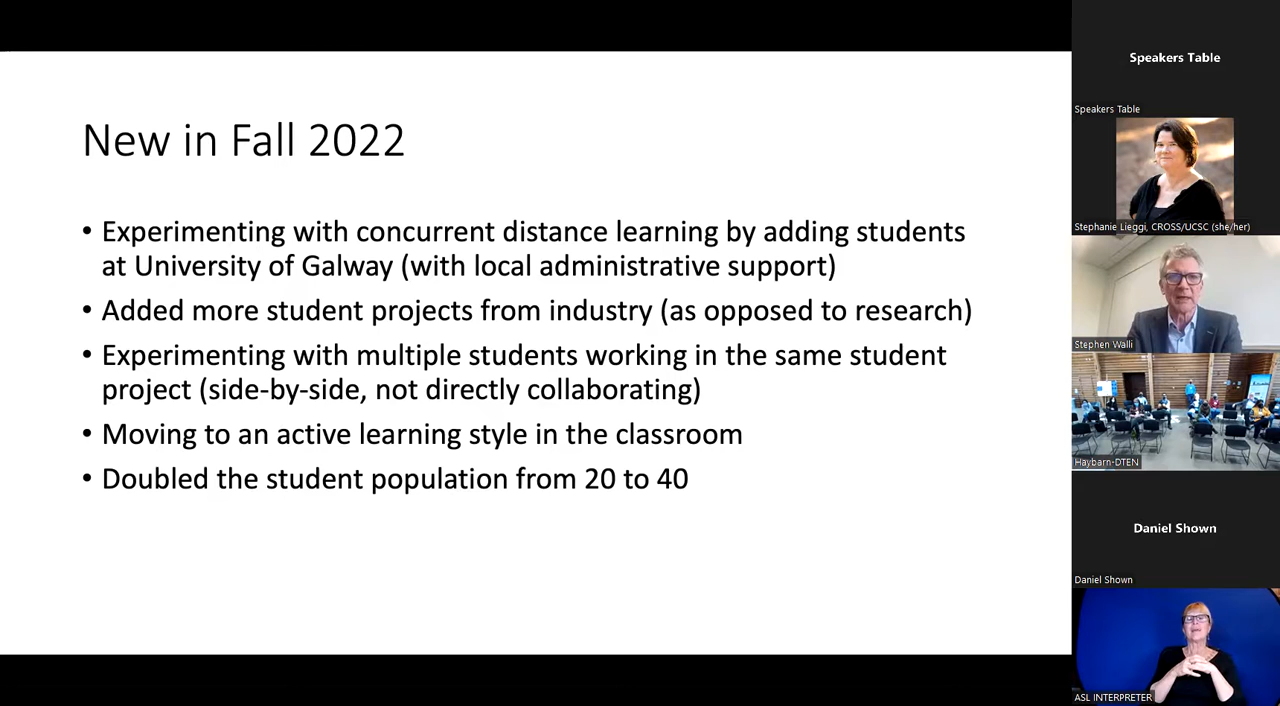 New in Fall 2022
• Experimenting with concurrent distance learning by adding students
at University of Galway (with local administrative support)
• Added more student projects from industry (as opposed to research)
• Experimenting with multiple students working in the same student
project (side-by-side, not directly collaborating)
• Moving to an active learning style in the classroom
• Doubled the student population from 20 to 40
Speakers Table
Speakers Table
Stephanie Lieggi, CROSS/UCSC (she/her)
Stephen Walli
Haybarn-DTEN
Daniel Shown
Daniel Shown
ASL INTERPRETER